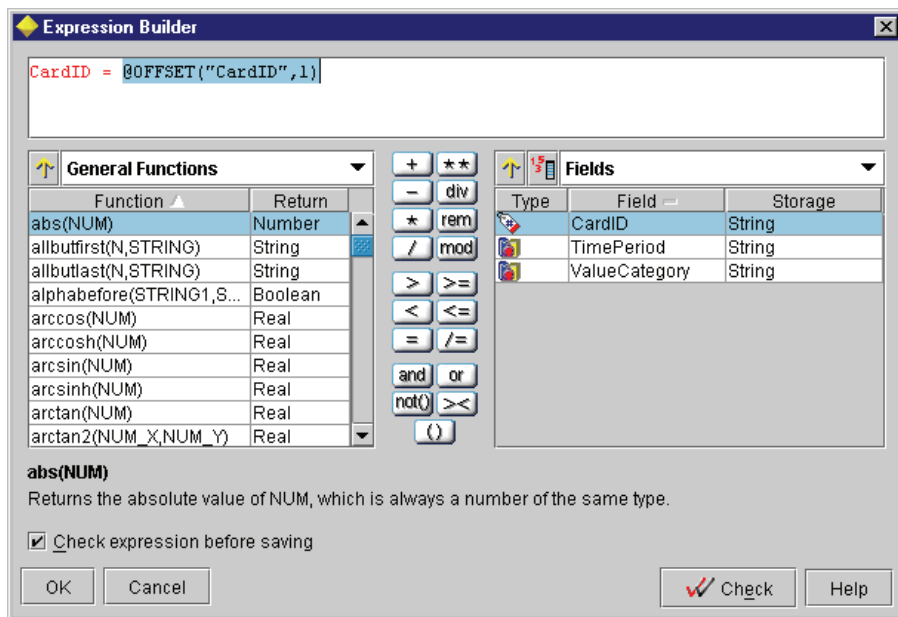 Expression Builder
CardID = @OFFSET("CardID",1)
General Functions
Function Return
abs(NUM) Number
allbutfirst(N,STRING) String
allbutlast(N,STRING) String
alphabefore(STRING1,S... Boolean
arccos(NUM) Real
arccosh(NUM) Real
arcsin(NUM) Real
arcsinh(NUM) Real
arctan(NUM) Real
arctan2(NUM_X,NUM_Y) Real
+ **
- div
* rem
/ mod
> >=
< <=
= /=
and or
not() ><
()
Fields
Type Field Storage
CardID String
TimePeriod String
ValueCategory String
abs(NUM)
Returns the absolute value of NUM, which is always a number of the same type.
Check expression before saving
OK Cancel Check Help